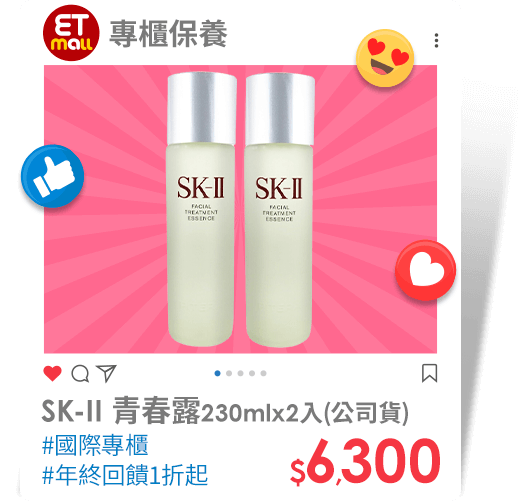 ET
mall
專櫃保養
SK-II
FACIAL
TREATMENT
ESSENCE
SK-II
FACIAL
TREATMENT
ESSENCE
SK-II 青春露230mlx2入(公司貨)
#國際專櫃
#年終回饋1折起
$6,300